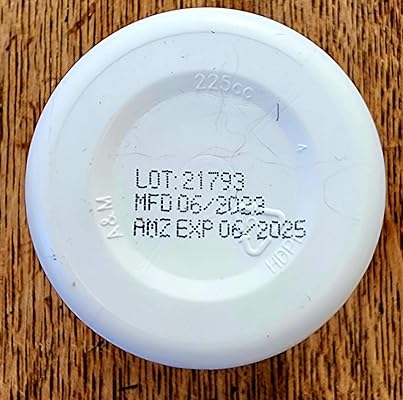 225cc
LOT: 21793
MFD 06/2023
AMZ EXP 06/2025
A&M
HDPE